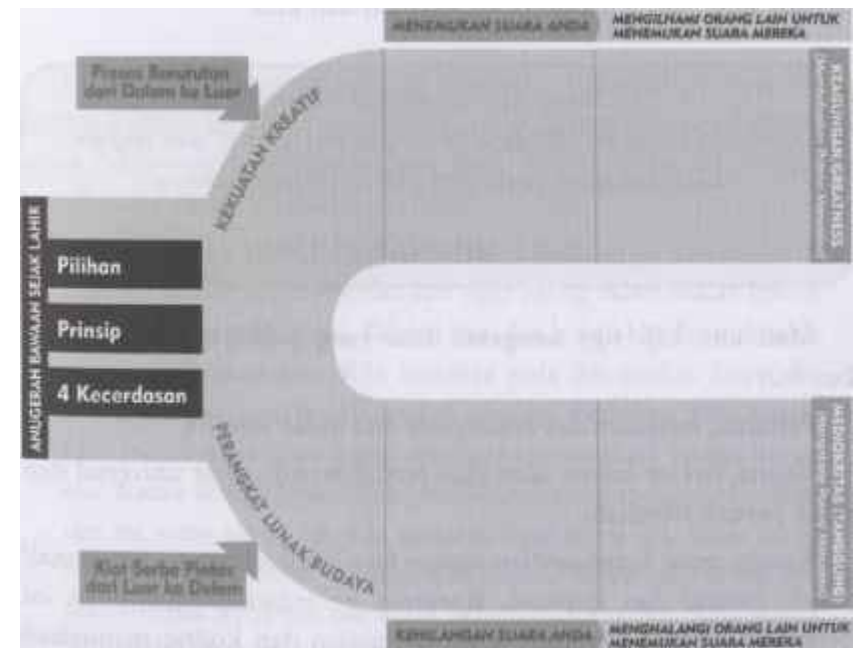 MENEMUKAN SUARA ANDA
MENGILHAMI ORANG LAIN UNTUK
MENEMUKAN SUARA MEREKA
Proses Berurutan
dari Dalam ke Luar
KEKUATAN KREATIF
ANUGERAH BAWAAN SEJAK LAHIR
Pilihan
Prinsip
4 Kecerdasan
PERANGKAT LUNAK BUDAYA
Kiat Serba Pintas
dari Luar ke Dalam
KEHILANGAN SUARA ANDA
MENGHALANGI ORANG LAIN UNTUK
MENEMUKAN SUARA MEREKA